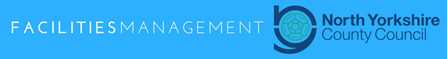 FACILITIESMANAGEMENT
North Yorkshire
County Council